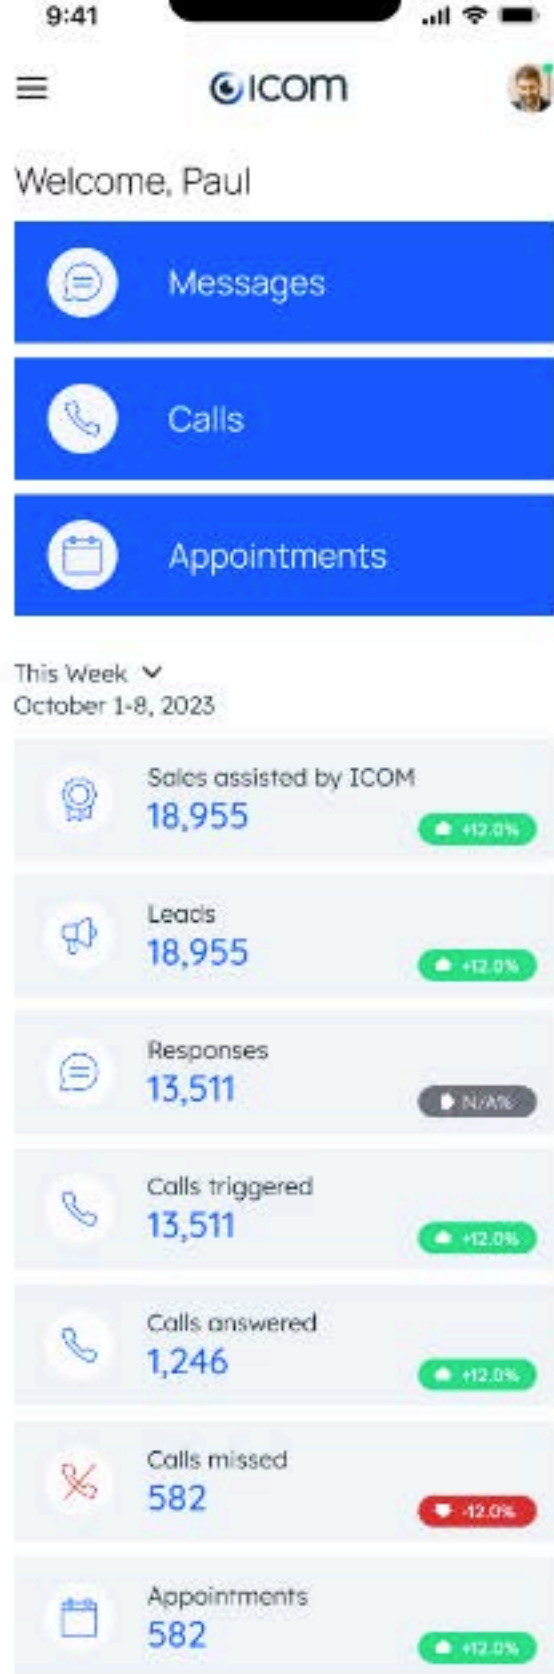 9:41
ICOM
Welcome, Paul
Messages
Calls
Appointments
This Week
October 1-8, 2023
Sales assisted by ICOM
18,955
+12.0%
Leads
18,955
+12.0%
Responses
13,511
N/A%
Calls triggered
13,511
+12.0%
Calls answered
1,246
+12.0%
Calls missed
582
-12.0%
Appointments
582
+12.0%